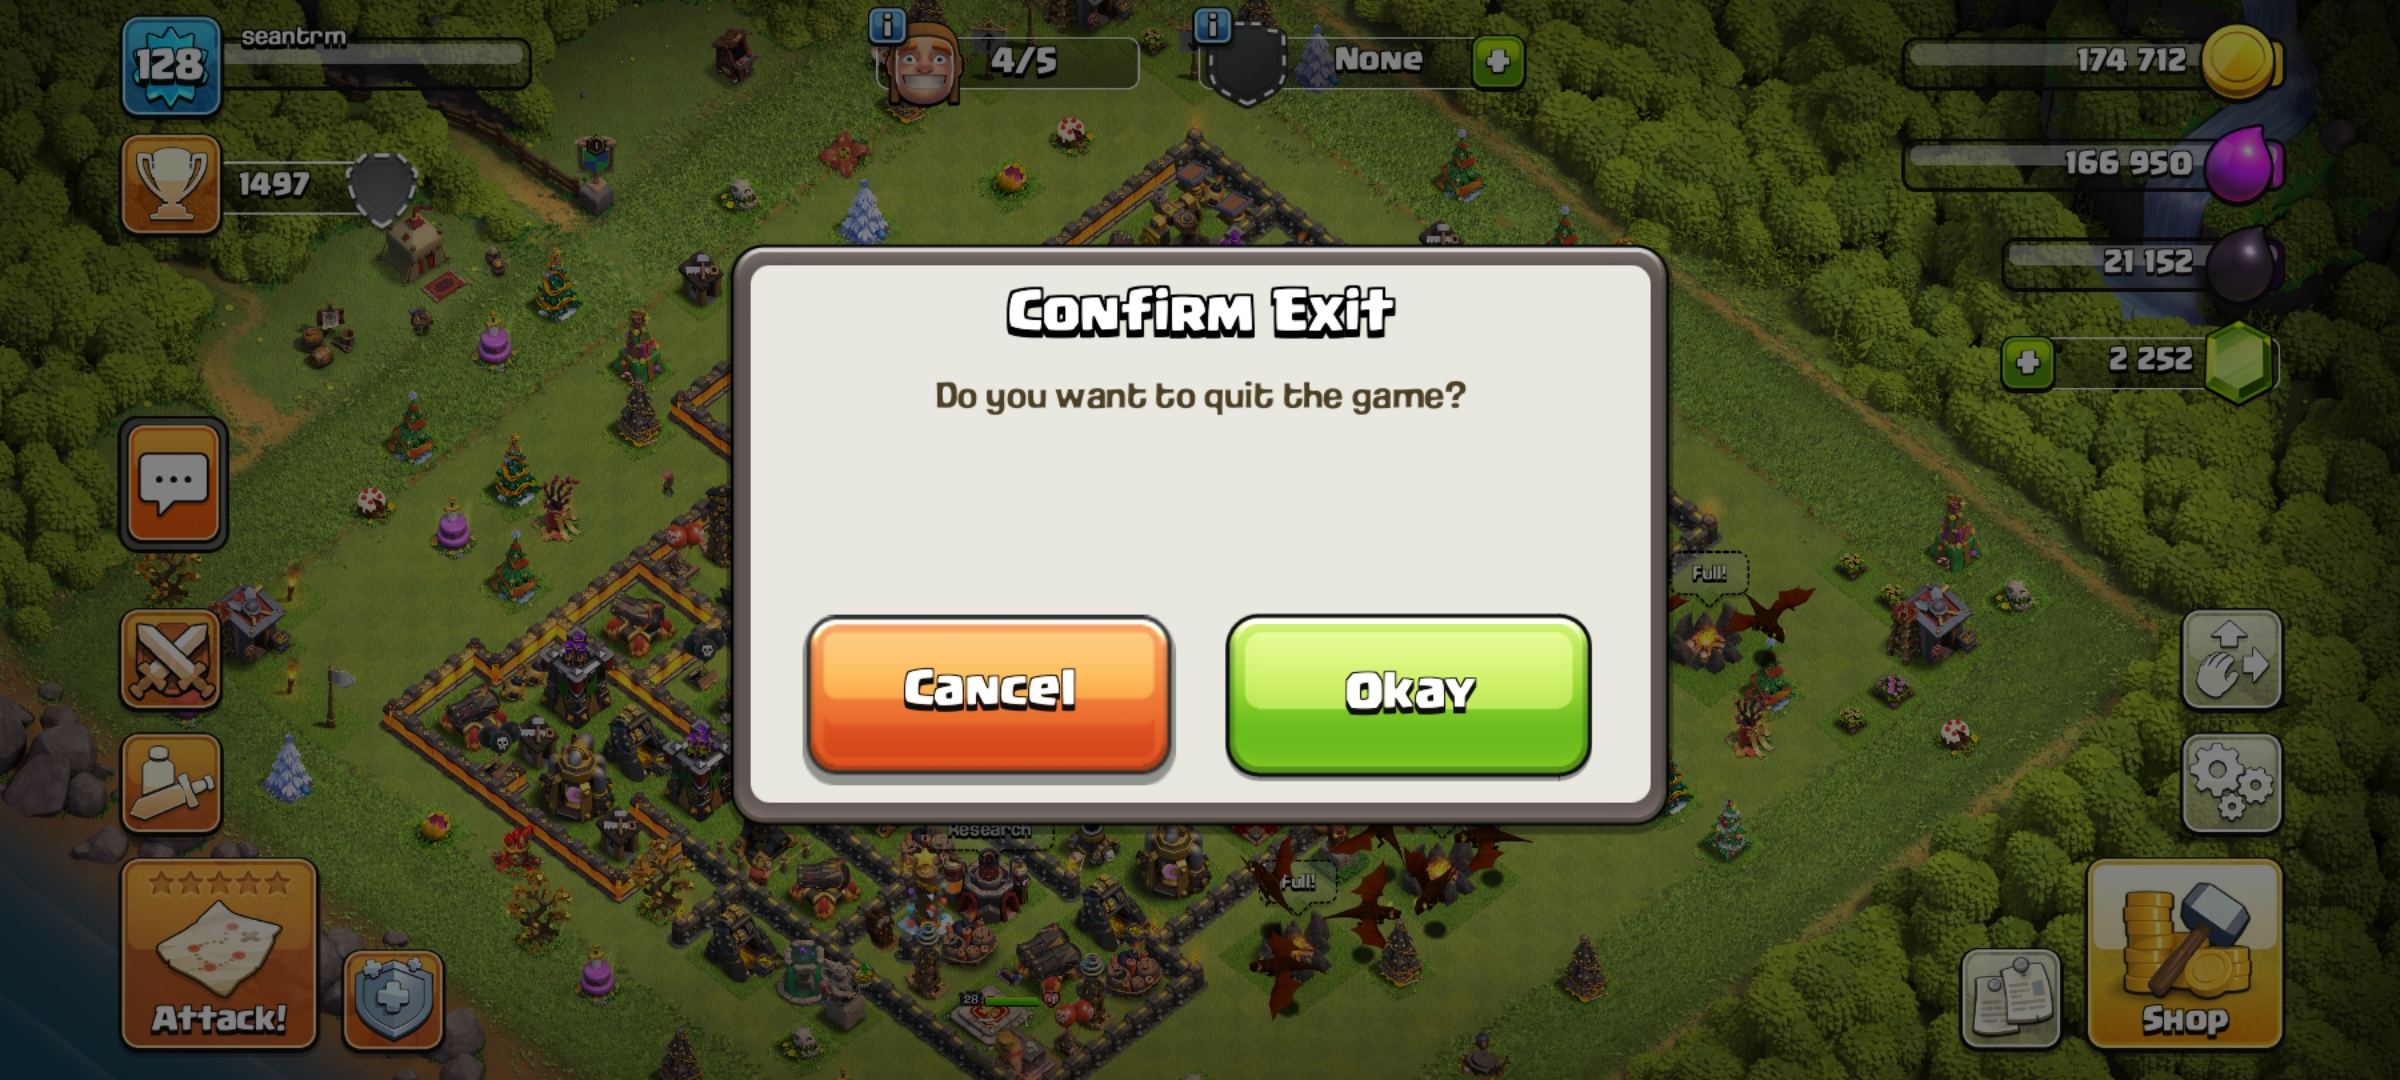 128
seantrm
4/5
None
174 712
1497
166 950
21 152
2 252
Confirm Exit
Do you want to quit the game?
Full!
Cancel
Okay
Research
Full!
28
Attack!
Shop